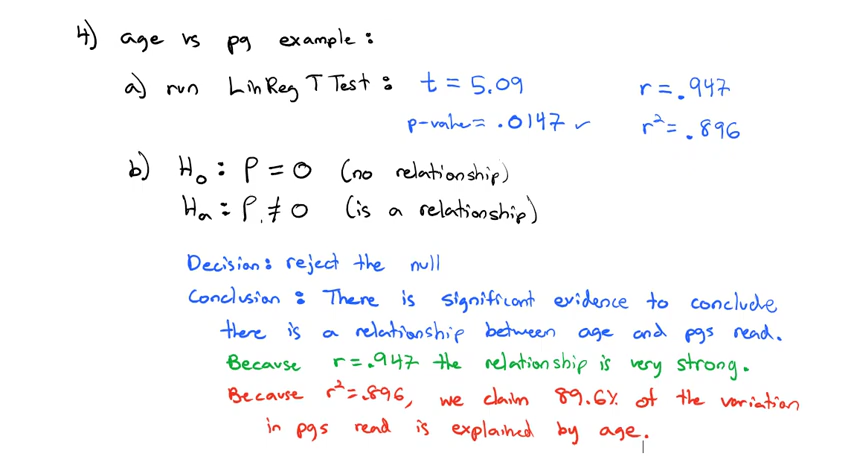 4) age vs pg example:
a) run LinRegTTest: t = 5.09 r = .947
p-value = .0147 ✓ r² = .896
b) H₀: ρ = 0 (no relationship)
Hₐ: ρ ≠ 0 (is a relationship)
Decision: reject the null
Conclusion: There is significant evidence to conclude
there is a relationship between age and pgs read.
Because r = .947 the relationship is very strong.
Because r² = .896, we claim 89.6% of the variation
in pgs read is explained by age.